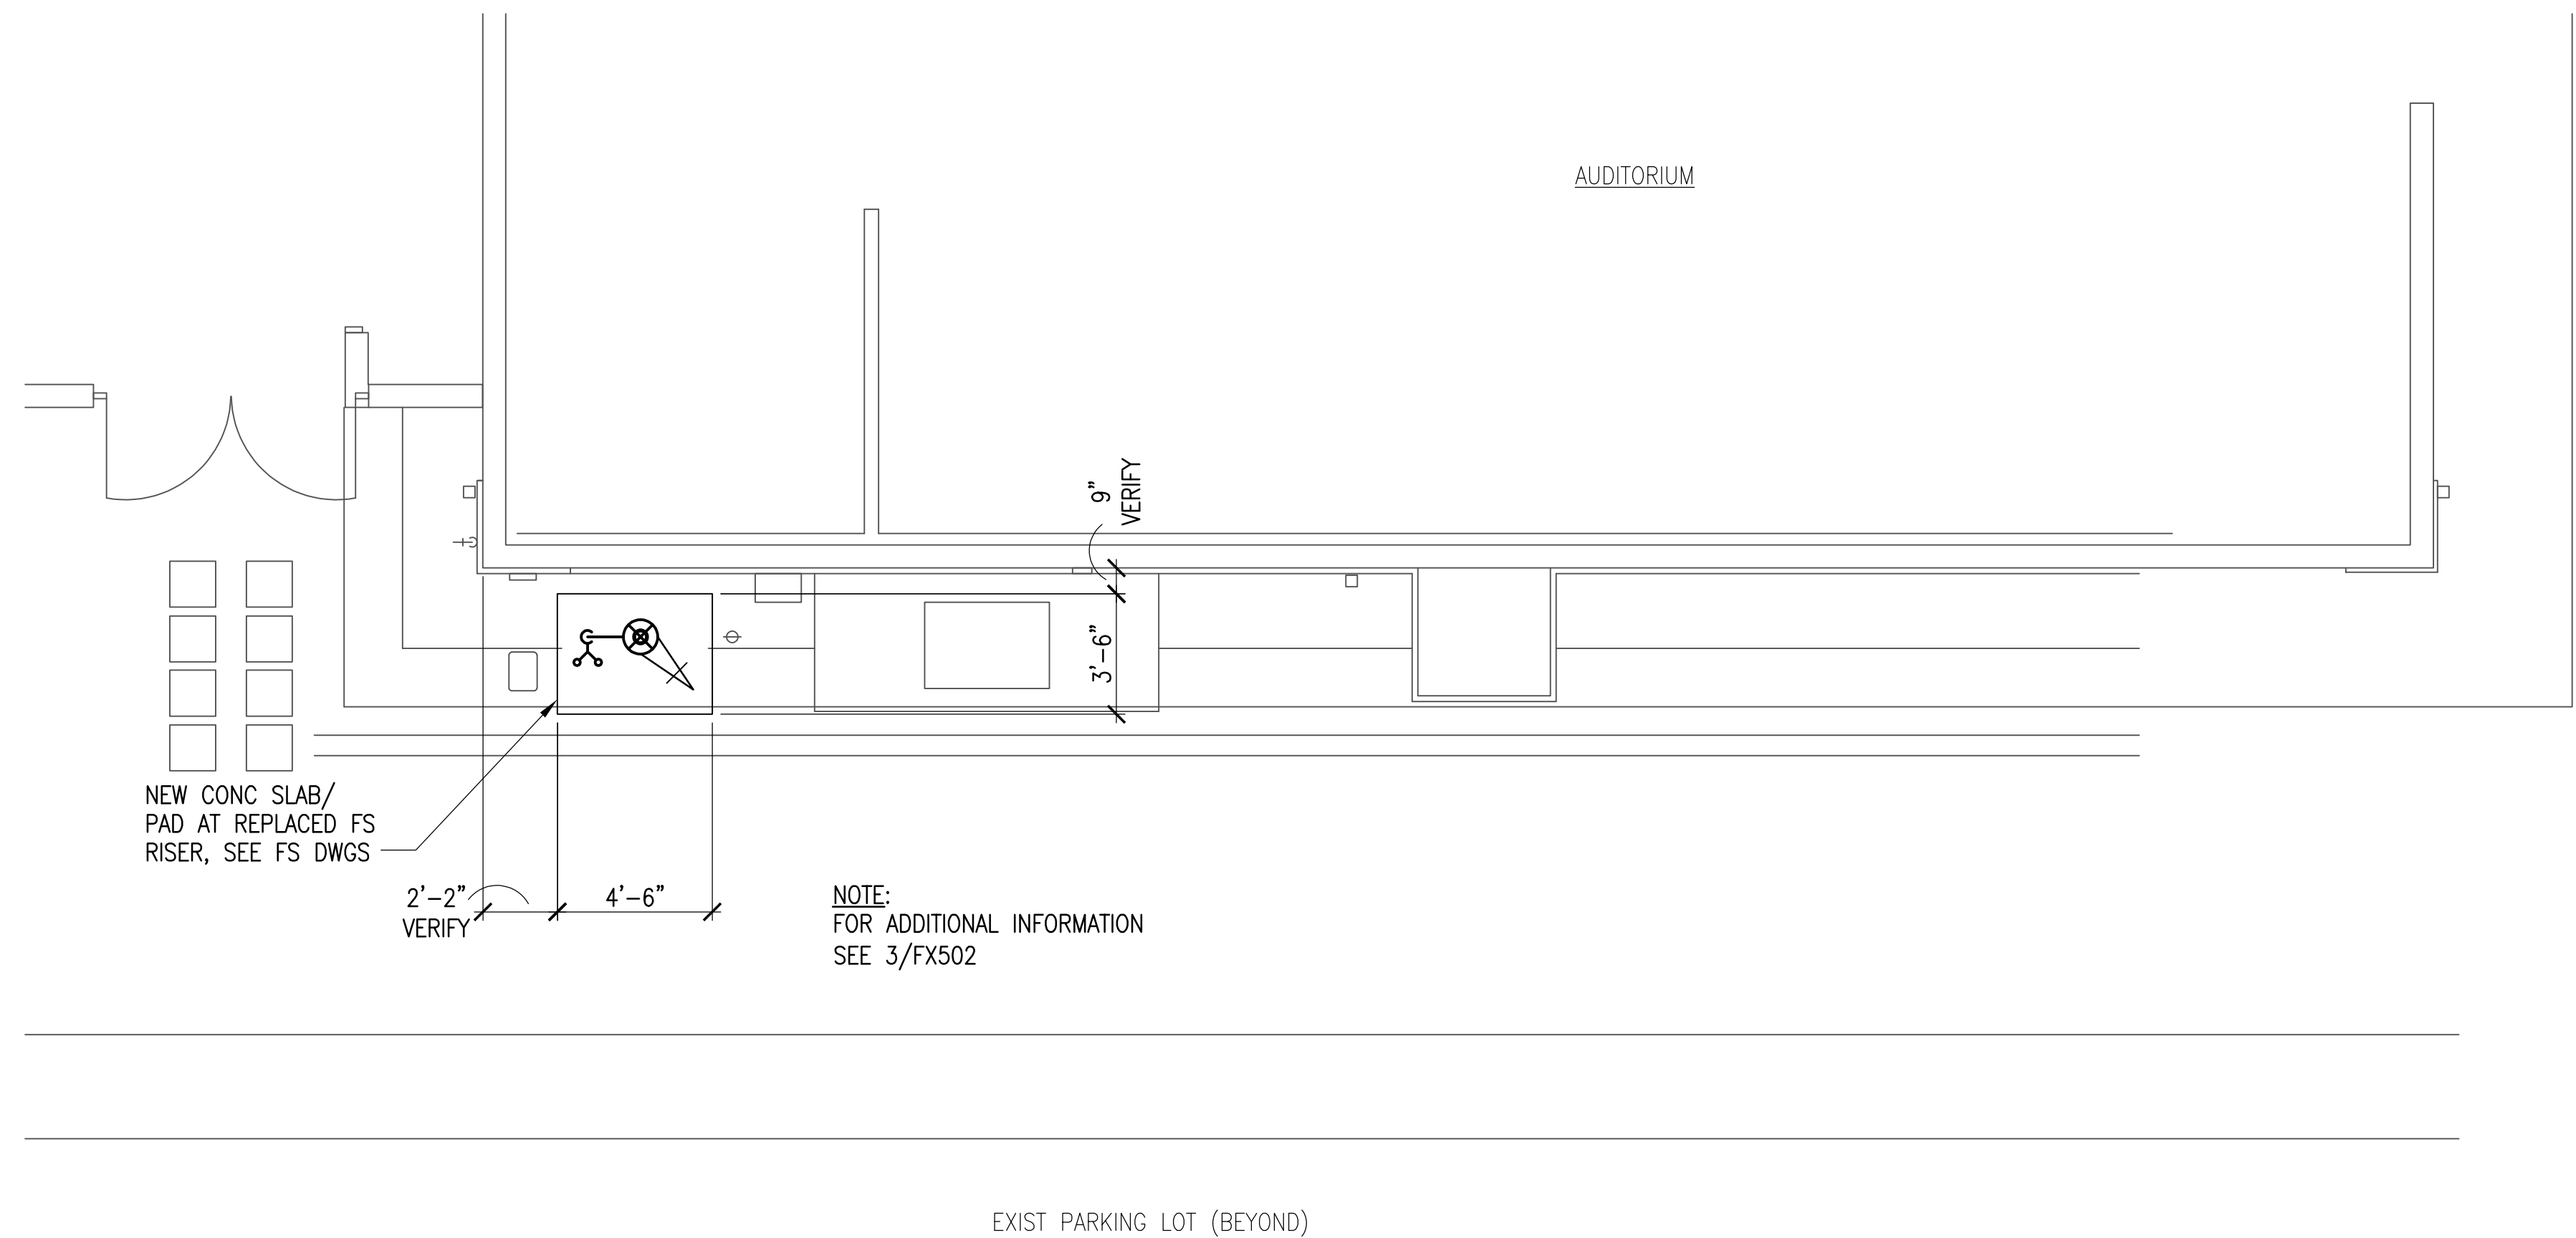 AUDITORIUM
9"
VERIFY
3'-6"
NEW CONC SLAB/
PAD AT REPLACED FS
RISER, SEE FS DWGS
2'-2"
VERIFY
4'-6"
NOTE:
FOR ADDITIONAL INFORMATION
SEE 3/FX502
EXIST PARKING LOT (BEYOND)